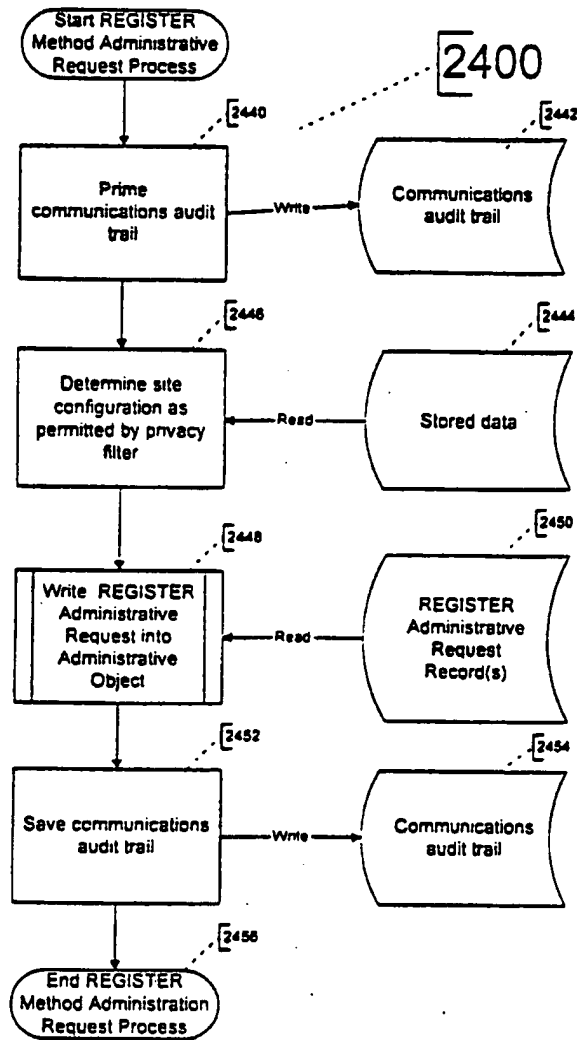 Start REGISTER
Method Administrative
Request Process
2400
2440
2442
Prime
communications audit
trail
Write
Communications
audit trail
2446
2444
Determine site
configuration as
permitted by privacy
filter
Read
Stored data
2448
2450
Write REGISTER
Administrative
Request into
Administrative
Object
Read
REGISTER
Administrative
Request
Record(s)
2452
2454
Save communications
audit trail
Write
Communications
audit trail
2456
End REGISTER
Method Administration
Request Process